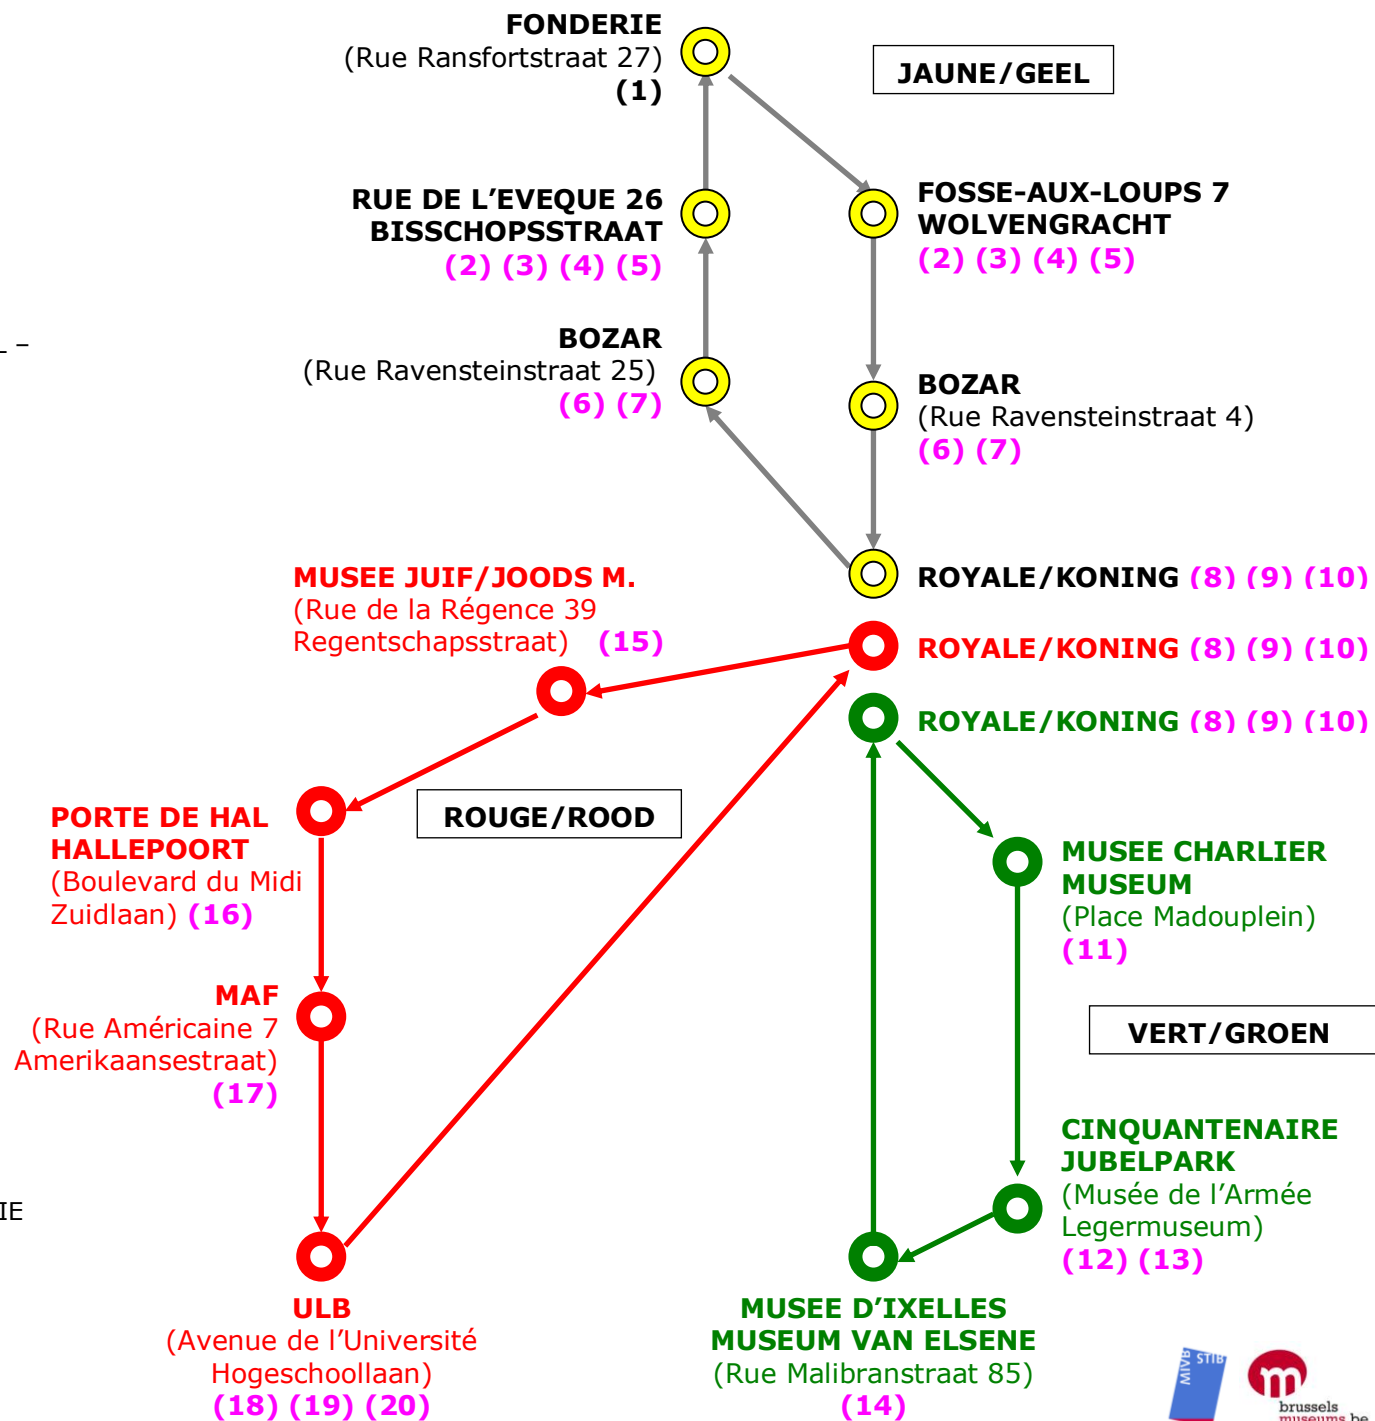 FONDERIE
(Rue Ransfortstraat 27)
(1)
JAUNE/GEEL
RUE DE L’EVEQUE 26
BISSCHOPSSTRAAT
(2) (3) (4) (5)
FOSSE-AUX-LOUPS 7
WOLVENGRACHT
(2) (3) (4) (5)
BOZAR
(Rue Ravensteinstraat 25)
(6) (7)
BOZAR
(Rue Ravensteinstraat 4)
(6) (7)
ROYALE/KONING (8) (9) (10)
MUSEE JUIF/JOODS M.
(Rue de la Régence 39
Regentschapsstraat) (15)
ROYALE/KONING (8) (9) (10)
ROYALE/KONING (8) (9) (10)
ROUGE/ROOD
PORTE DE HAL
HALLEPOORT
(Boulevard du Midi
Zuidlaan) (16)
MUSEE CHARLIER
MUSEUM
(Place Madouplein)
(11)
MAF
(Rue Américaine 7
Amerikaansestraat)
(17)
VERT/GROEN
CINQUANTENAIRE
JUBELPARK
(Musée de l’Armée
Legermuseum)
(12) (13)
IE
ULB
(Avenue de l’Université
Hogeschoollaan)
(18) (19) (20)
MUSEE D'IXELLES
MUSEUM VAN ELSENE
(Rue Malibranstraat 85)
(14)
MIVB STIB
m
brussels
museums.be